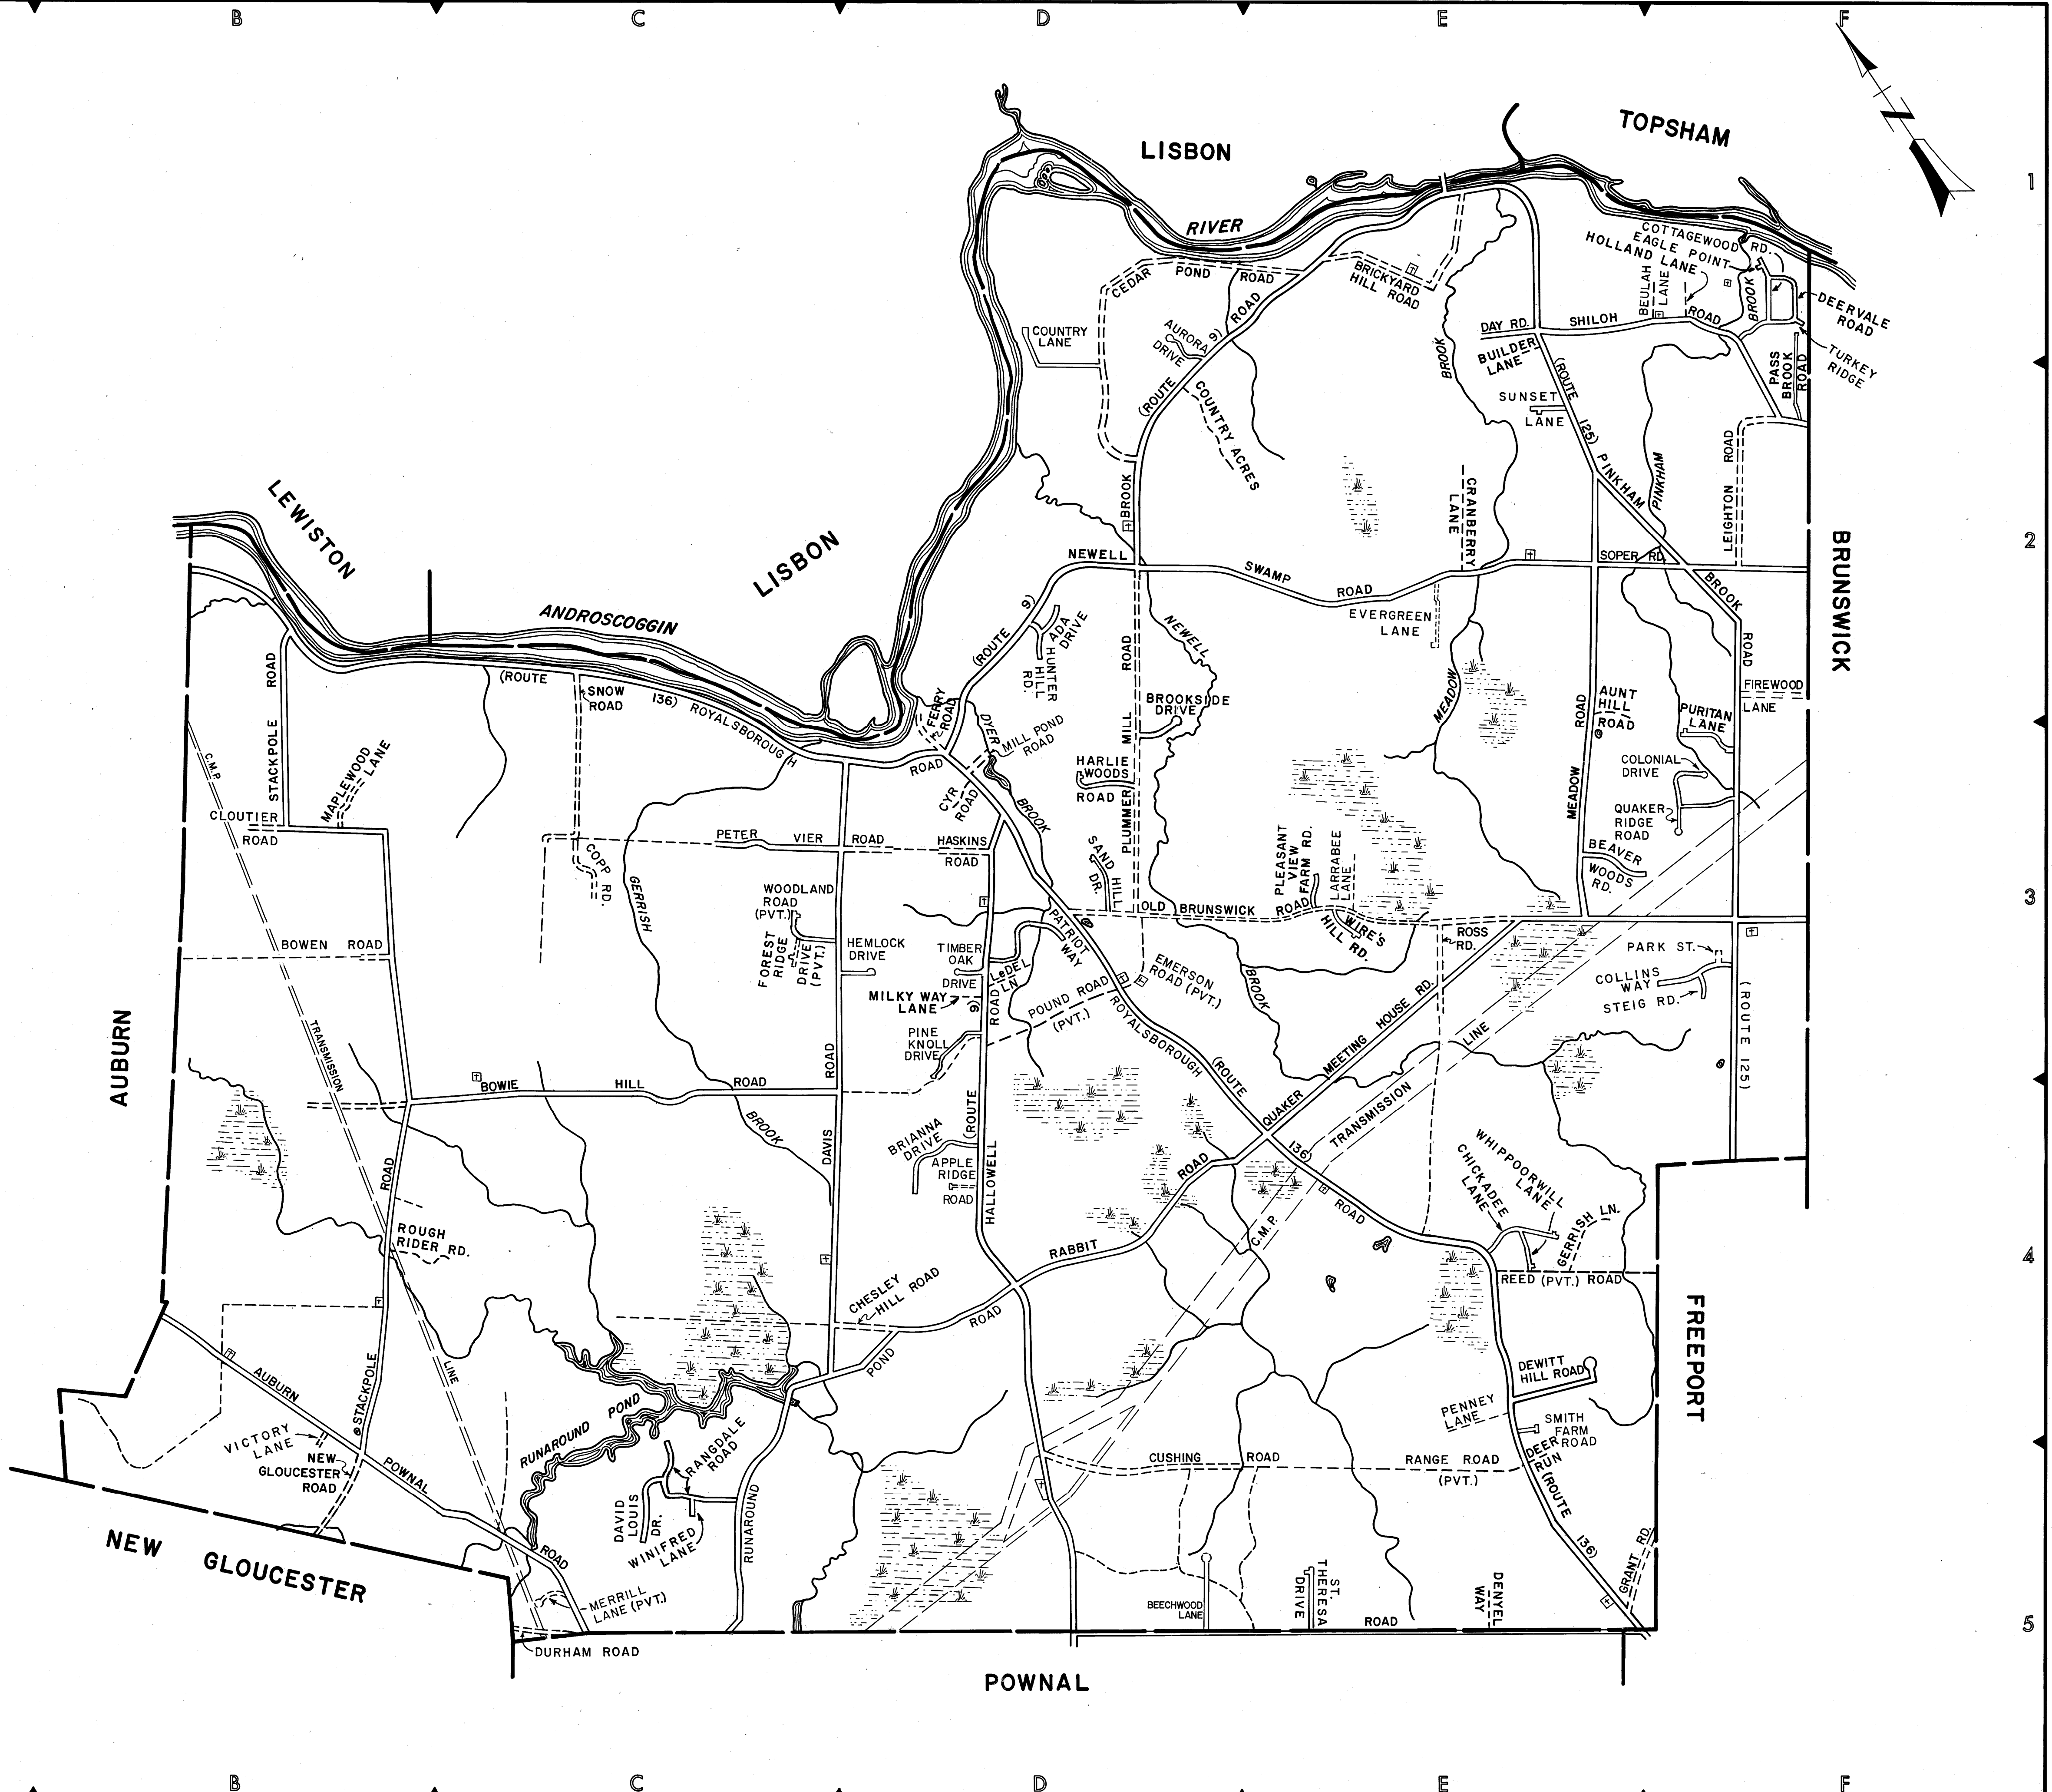 B
C
D
E
F
N
1
2
3
4
5
LISBON
TOPSHAM
RIVER
LEWISTON
LISBON
ANDROSCOGGIN
BRUNSWICK
AUBURN
FREEPORT
NEW GLOUCESTER
POWNAL
COTTAGEWOOD RD.
EAGLE POINT
HOLLAND LANE
BEULAH
LANE
BROOK
DEERVALE
ROAD
TURKEY
RIDGE
PASS
BROOK
ROAD
SHILOH
ROAD
DAY RD.
BUILDER
LANE
SUNSET
LANE
(ROUTE
125)
PINKHAM
PINKHAM
LEIGHTON ROAD
CEDAR
POND
ROAD
BRICKYARD
HILL ROAD
COUNTRY
LANE
AURORA
DRIVE
ROAD
9)
(ROUTE
COUNTRY ACRES
BROOK
BROOK
CRANBERRY
LANE
NEWELL
SWAMP
ROAD
SOPER RD.
BROOK
ROAD
EVERGREEN
LANE
9)
(ROUTE
ADA
DRIVE
HUNTER
HILL
RD.
NEWELL
ROAD
MILL
PLUMMER
BROOKSIDE
DRIVE
MEADOW
AUNT
HILL
ROAD
ROAD
MEADOW
PURITAN
LANE
FIREWOOD
LANE
COLONIAL
DRIVE
QUAKER
RIDGE
ROAD
BEAVER
WOODS
RD.
ROAD
STACKPOLE
C.M.P.
MAPLEWOOD
LANE
CLOUTIER
ROAD
(ROUTE
136)
ROYALSBOROUGH
ROAD
SNOW
ROAD
FERRY
ROAD
DYER
BROOK
MILL POND
ROAD
CYR
ROAD
HARLIE
WOODS
ROAD
PETER
VIER
ROAD
HASKINS
ROAD
COPP RD.
GERRISH
WOODLAND
ROAD
(PVT.)
FOREST
RIDGE
DRIVE
(PVT.)
HEMLOCK
DRIVE
SAND HILL
DR.
PATRIOT
WAY
TIMBER
OAK
DRIVE
LeDEL
LN.
MILKY WAY
LANE
9)
ROAD
PINE
KNOLL
DRIVE
POUND ROAD
(PVT.)
EMERSON
ROAD (PVT.)
OLD BRUNSWICK ROAD
PLEASANT
VIEW
FARM RD.
LARRABEE
LANE
WIRE'S
HILL RD.
ROSS
RD.
BROOK
PARK ST.
COLLINS
WAY
STEIG RD.
(ROUTE 125)
BOWEN ROAD
TRANSMISSION
BOWIE
HILL
ROAD
BROOK
ROAD
DAVIS
ROYALSBOROUGH
(ROUTE
136)
ROAD
QUAKER MEETING HOUSE RD.
LINE
TRANSMISSION
C.M.P.
BRIANNA
DRIVE
(ROUTE
HALLOWELL
APPLE
RIDGE
ROAD
ROAD
RABBIT
ROAD
ROUGH
RIDER RD.
ROAD
STACKPOLE
LINE
CHESLEY
HILL ROAD
ROAD
POND
WHIPPOORWILL
LANE
CHICKADEE
LANE
GERRISH LN.
REED (PVT.) ROAD
DEWITT
HILL ROAD
PENNEY
LANE
SMITH
FARM
ROAD
DEER
RUN
AUBURN
POWNAL
ROAD
VICTORY
LANE
NEW
GLOUCESTER
ROAD
RUNAROUND POND
RANGDALE
ROAD
DAVID
LOUIS
DR.
WINIFRED
LANE
RUNAROUND
MERRILL
LANE (PVT.)
DURHAM ROAD
CUSHING
ROAD
RANGE ROAD
(PVT.)
(ROUTE
136)
GRANT RD.
BEECHWOOD
LANE
ST.
THERESA
DRIVE
ROAD
DENYEL
WAY
B
C
D
E
F